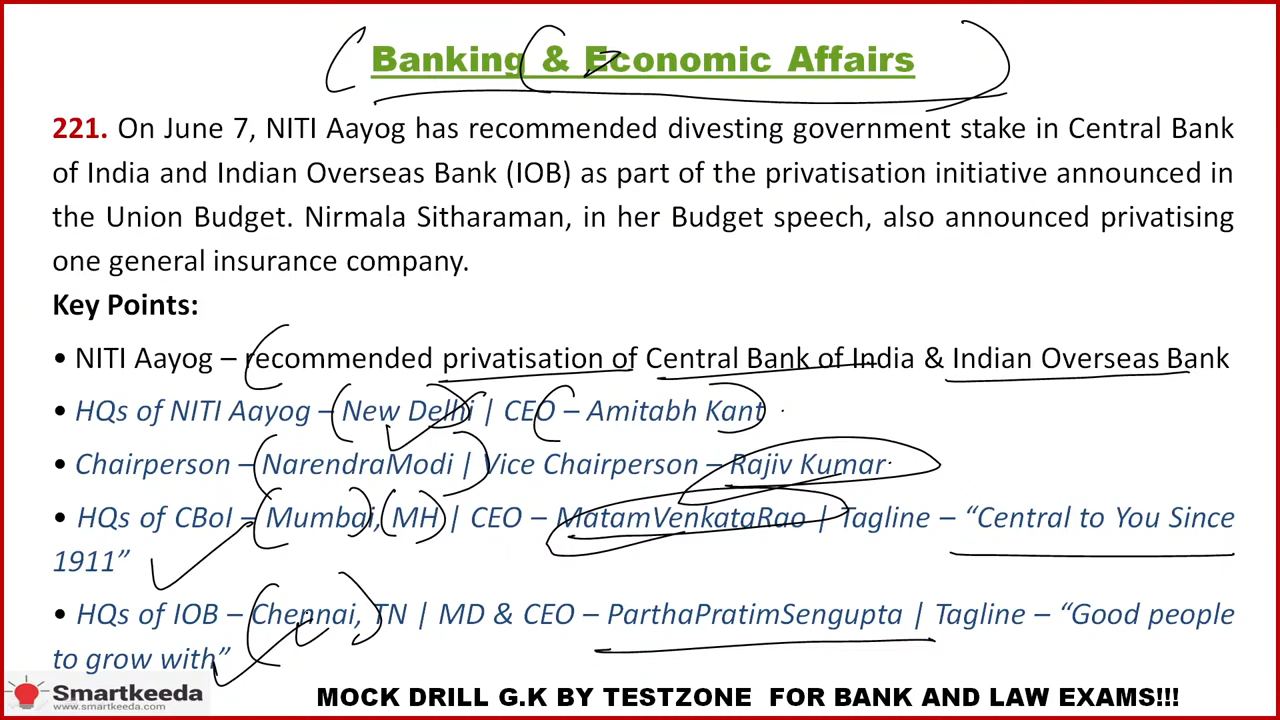 Banking & Economic Affairs
221. On June 7, NITI Aayog has recommended divesting government stake in Central Bank
of India and Indian Overseas Bank (IOB) as part of the privatisation initiative announced in
the Union Budget. Nirmala Sitharaman, in her Budget speech, also announced privatising
one general insurance company.
Key Points:
• NITI Aayog – recommended privatisation of Central Bank of India & Indian Overseas Bank
• HQs of NITI Aayog – New Delhi | CEO – Amitabh Kant
• Chairperson – NarendraModi | Vice Chairperson – Rajiv Kumar
• HQs of CBoI – Mumbai, MH | CEO – MatamVenkataRao | Tagline – “Central to You Since
1911”
• HQs of IOB – Chennai, TN | MD & CEO – ParthaPratimSengupta | Tagline – “Good people
to grow with”
Smartkeeda
www.smartkeeda.com
MOCK DRILL G.K BY TESTZONE FOR BANK AND LAW EXAMS!!!